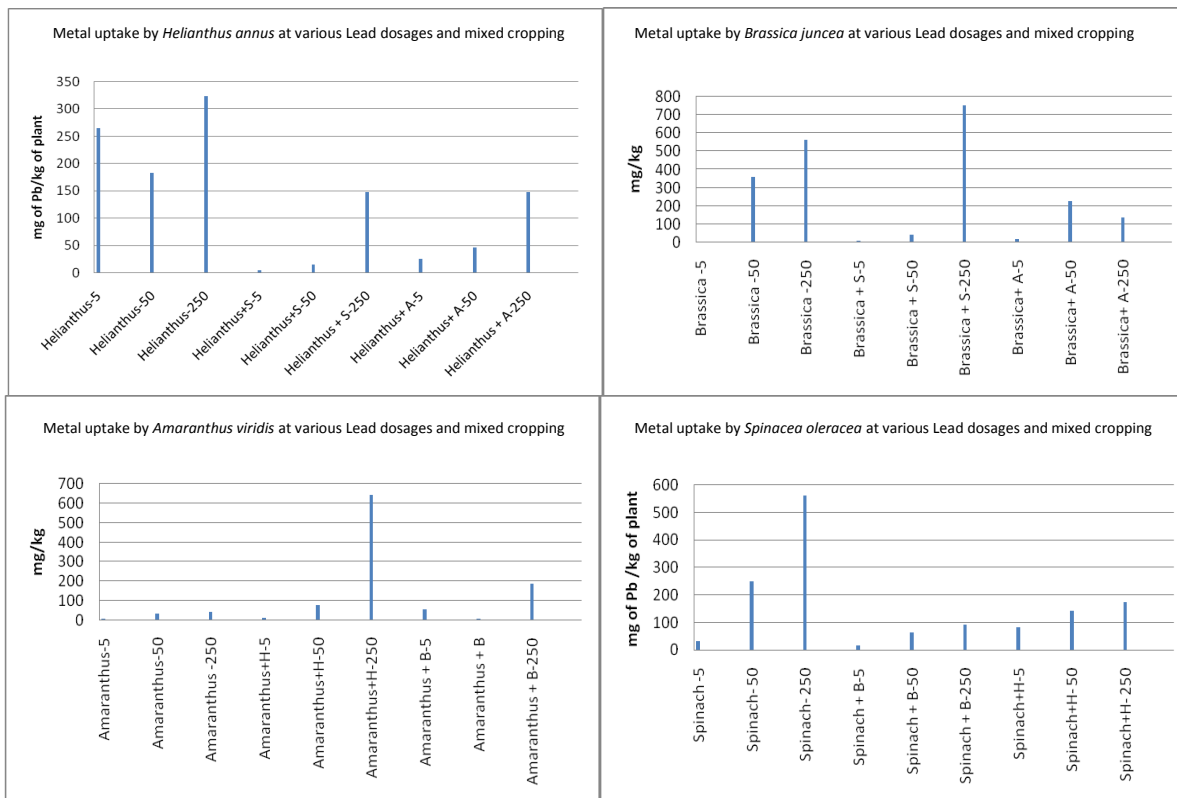 Metal uptake by Helianthus annus at various Lead dosages and mixed cropping
mg of Pb/kg of plant
350
300
250
200
150
100
50
0
Helianthus-5
Helianthus-50
Helianthus-250
Helianthus+S-5
Helianthus+S-50
Helianthus + S-250
Helianthus+ A-5
Helianthus+ A-50
Helianthus + A-250
Metal uptake by Brassica juncea at various Lead dosages and mixed cropping
mg/kg
800
700
600
500
400
300
200
100
0
Brassica -5
Brassica -50
Brassica -250
Brassica + S-5
Brassica + S-50
Brassica + S-250
Brassica+ A-5
Brassica+ A-50
Brassica+ A-250
Metal uptake by Amaranthus viridis at various Lead dosages and mixed cropping
mg/kg
700
600
500
400
300
200
100
0
Amaranthus-5
Amaranthus-50
Amaranthus -250
Amaranthus+H-5
Amaranthus+H-50
Amaranthus+H-250
Amaranthus + B-5
Amaranthus + B
Amaranthus + B-250
Metal uptake by Spinacea oleracea at various Lead dosages and mixed cropping
mg of Pb /kg of plant
600
500
400
300
200
100
0
Spinach -5
Spinach- 50
Spinach- 250
Spinach + B-5
Spinach + B-50
Spinach + B-250
Spinach+H-5
Spinach+H- 50
Spinach+H- 250